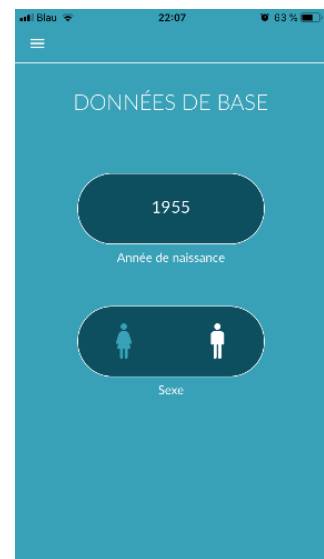 Blau 22:07 63 %
DONNÉES DE BASE
1955
Année de naissance
Sexe